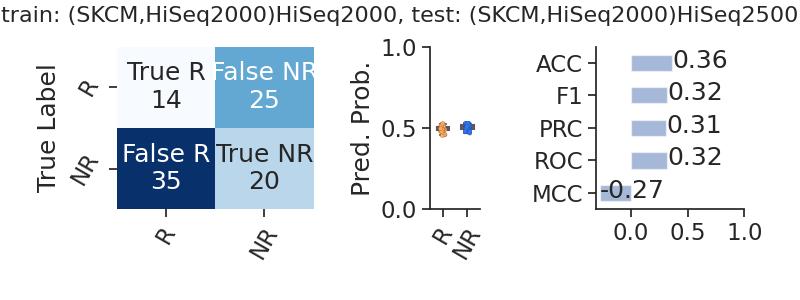 train: (SKCM,HiSeq2000)HiSeq2000, test: (SKCM,HiSeq2000)HiSeq2500
True Label
R
NR
True R
14
False NR
25
False R
35
True NR
20
R
NR
Pred. Prob.
1.0
0.5
0.0
R
NR
ACC
0.36
F1
0.32
PRC
0.31
ROC
0.32
MCC
-0.27
0.0
0.5
1.0